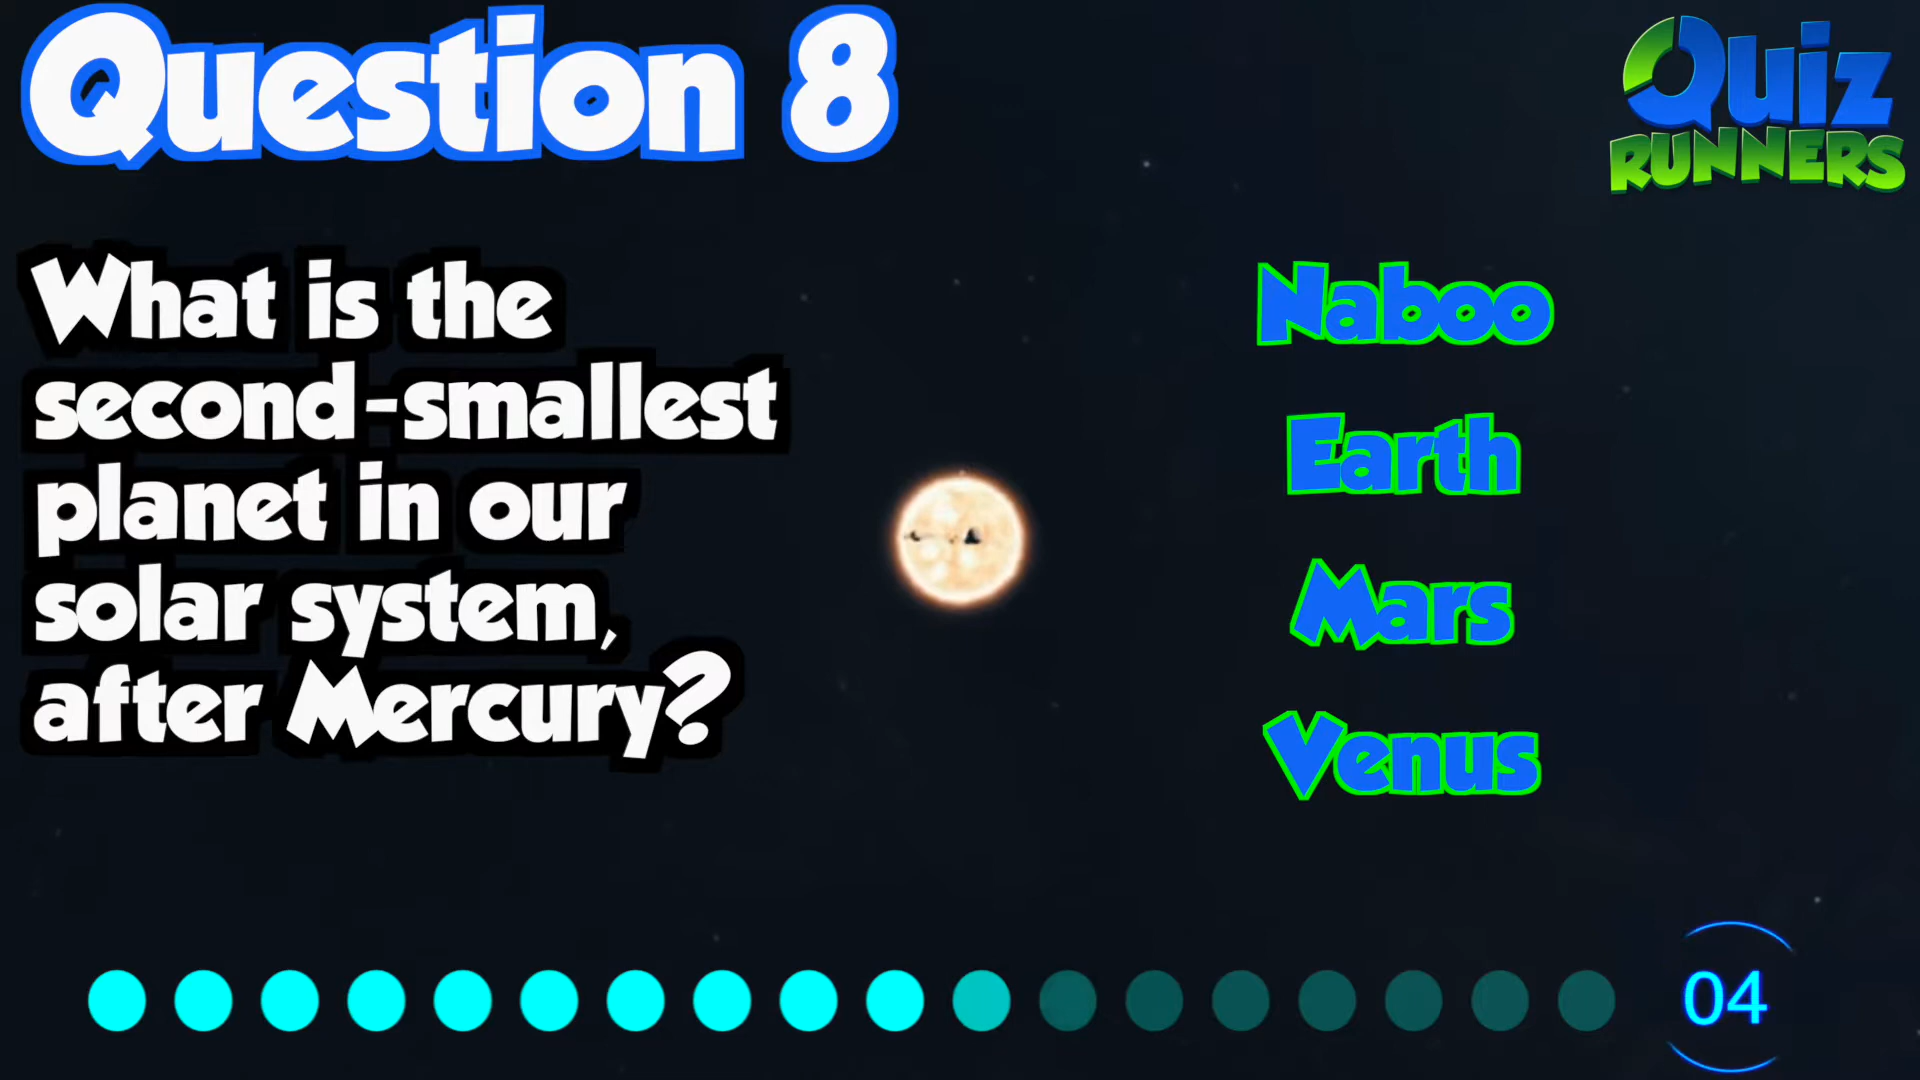 Question 8
Quiz
RUNNERS
What is the
second-smallest
planet in our
solar system,
after Mercury?
Naboo
Earth
Mars
Venus
04